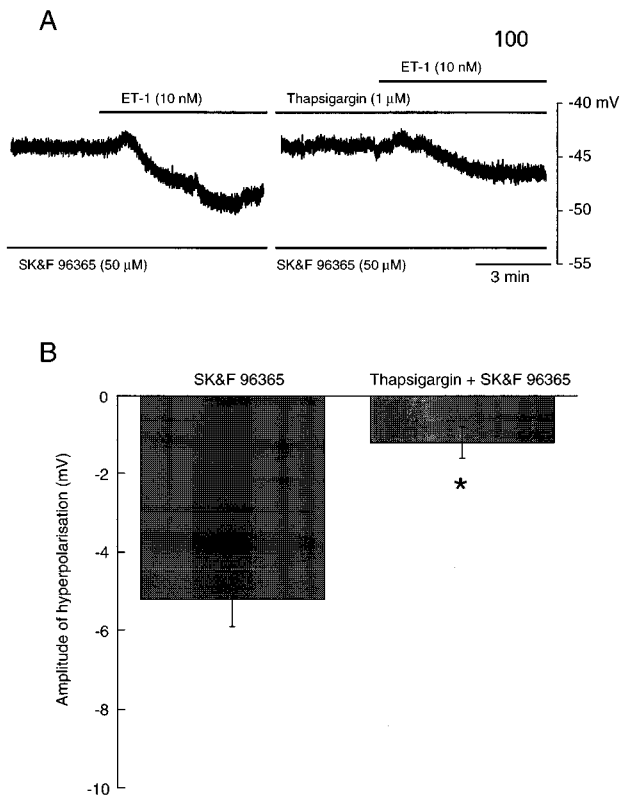 A
100
ET-1 (10 nM)
ET-1 (10 nM)
Thapsigargin (1 μM)
-40 mV
-45
-50
-55
SK&F 96365 (50 μM)
SK&F 96365 (50 μM)
3 min
B
SK&F 96365
Thapsigargin + SK&F 96365
Amplitude of hyperpolarisation (mV)
0
-2
-4
-6
-8
-10
*